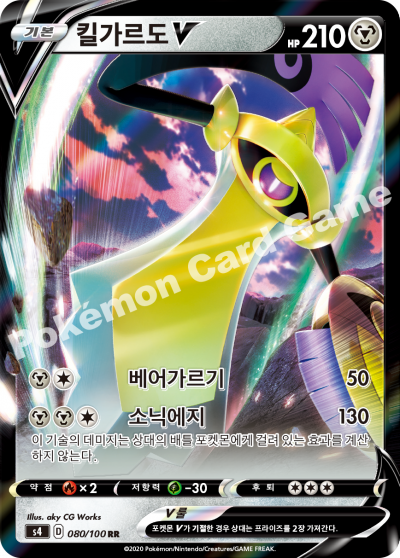 기본 킬가르도 V HP 210
Pokémon Card Game
베어가르기 50
소닉에지 130
이 기술의 데미지는 상대의 배틀 포켓몬에게 걸려 있는 효과를 계산
하지 않는다.
약점 ×2 저항력 -30 후퇴
Illus. aky CG Works
V 룰
s4 D 080/100 RR
포켓몬 V가 기절한 경우 상대는 프라이즈를 2장 가져간다.
©2020 Pokémon/Nintendo/Creatures/GAME FREAK.